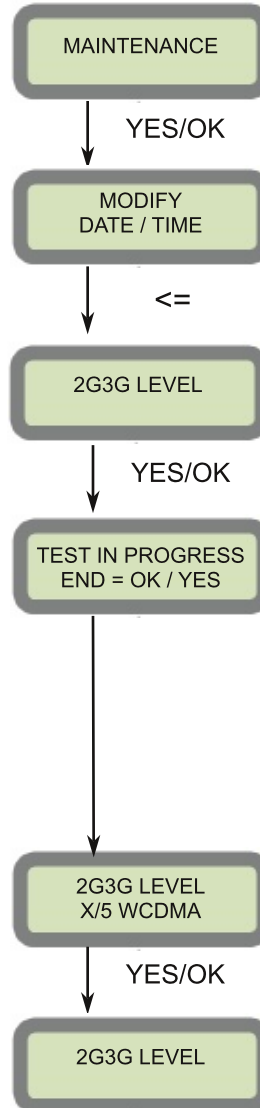 MAINTENANCE
YES/OK
MODIFY
DATE / TIME
<=
2G3G LEVEL
YES/OK
TEST IN PROGRESS
END = OK / YES
2G3G LEVEL
X/5 WCDMA
YES/OK
2G3G LEVEL